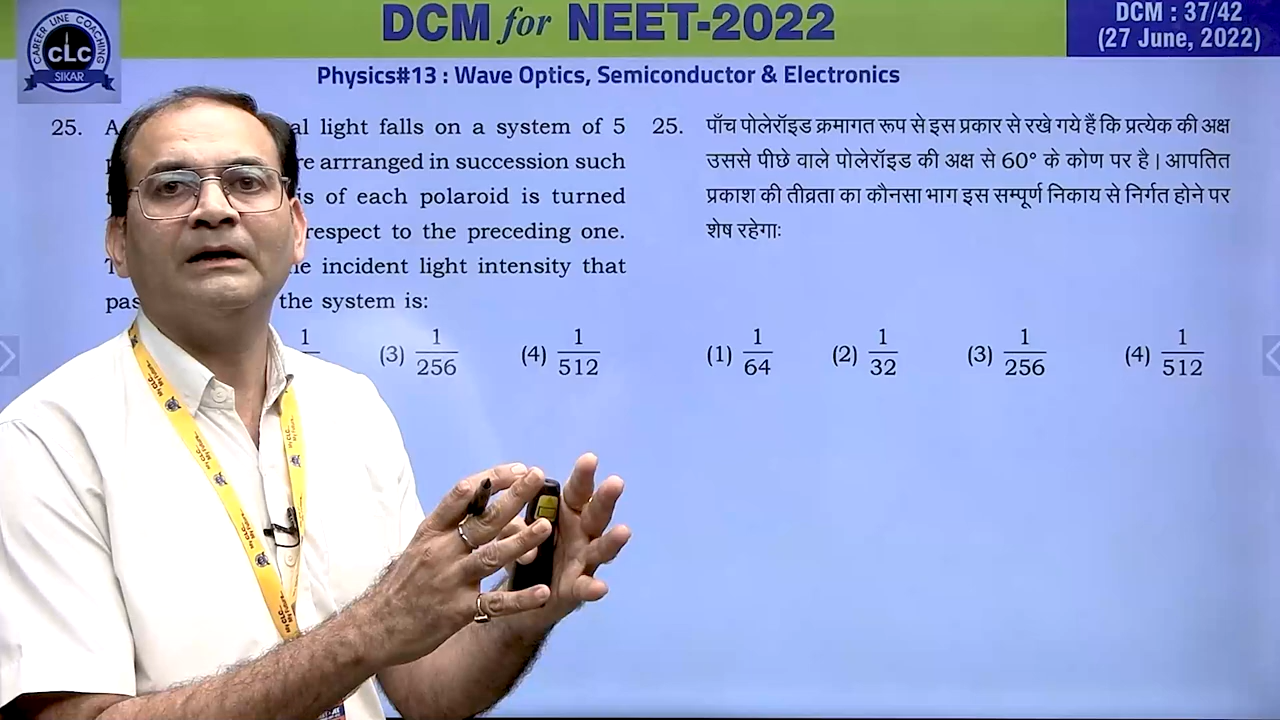 DCM for NEET-2022
DCM : 37/42
(27 June, 2022)
CAREER LINE COACHING
CLC
SIKAR
Physics#13 : Wave Optics, Semiconductor & Electronics
25. A al light falls on a system of 5
re arrranged in succession such
s of each polaroid is turned
respect to the preceding one.
T e incident light intensity that
pas the system is:
1 (3) 1/256 (4) 1/512
25. पाँच पोलेरॉइड क्रमागत रूप से इस प्रकार से रखे गये हैं कि प्रत्येक की अक्ष
उससे पीछे वाले पोलेरॉइड की अक्ष से 60° के कोण पर है। आपतित
प्रकाश की तीव्रता का कौनसा भाग इस सम्पूर्ण निकाय से निर्गत होने पर
शेष रहेगाः
(1) 1/64 (2) 1/32 (3) 1/256 (4) 1/512